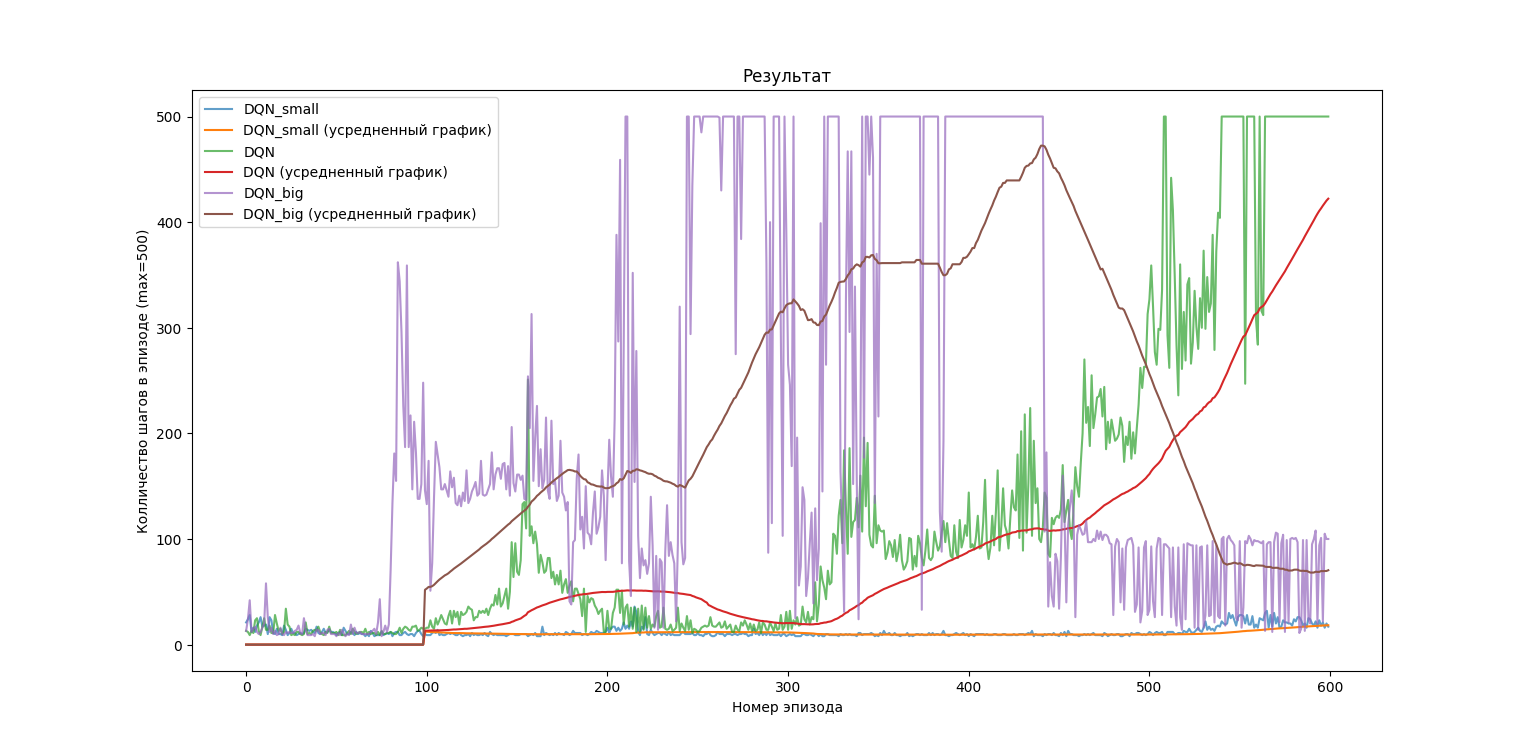 Результат
DQN_small
DQN_small (усредненный график)
DQN
DQN (усредненный график)
DQN_big
DQN_big (усредненный график)
Колличество шагов в эпизоде (max=500)
500
400
300
200
100
0
0 100 200 300 400 500 600
Номер эпизода